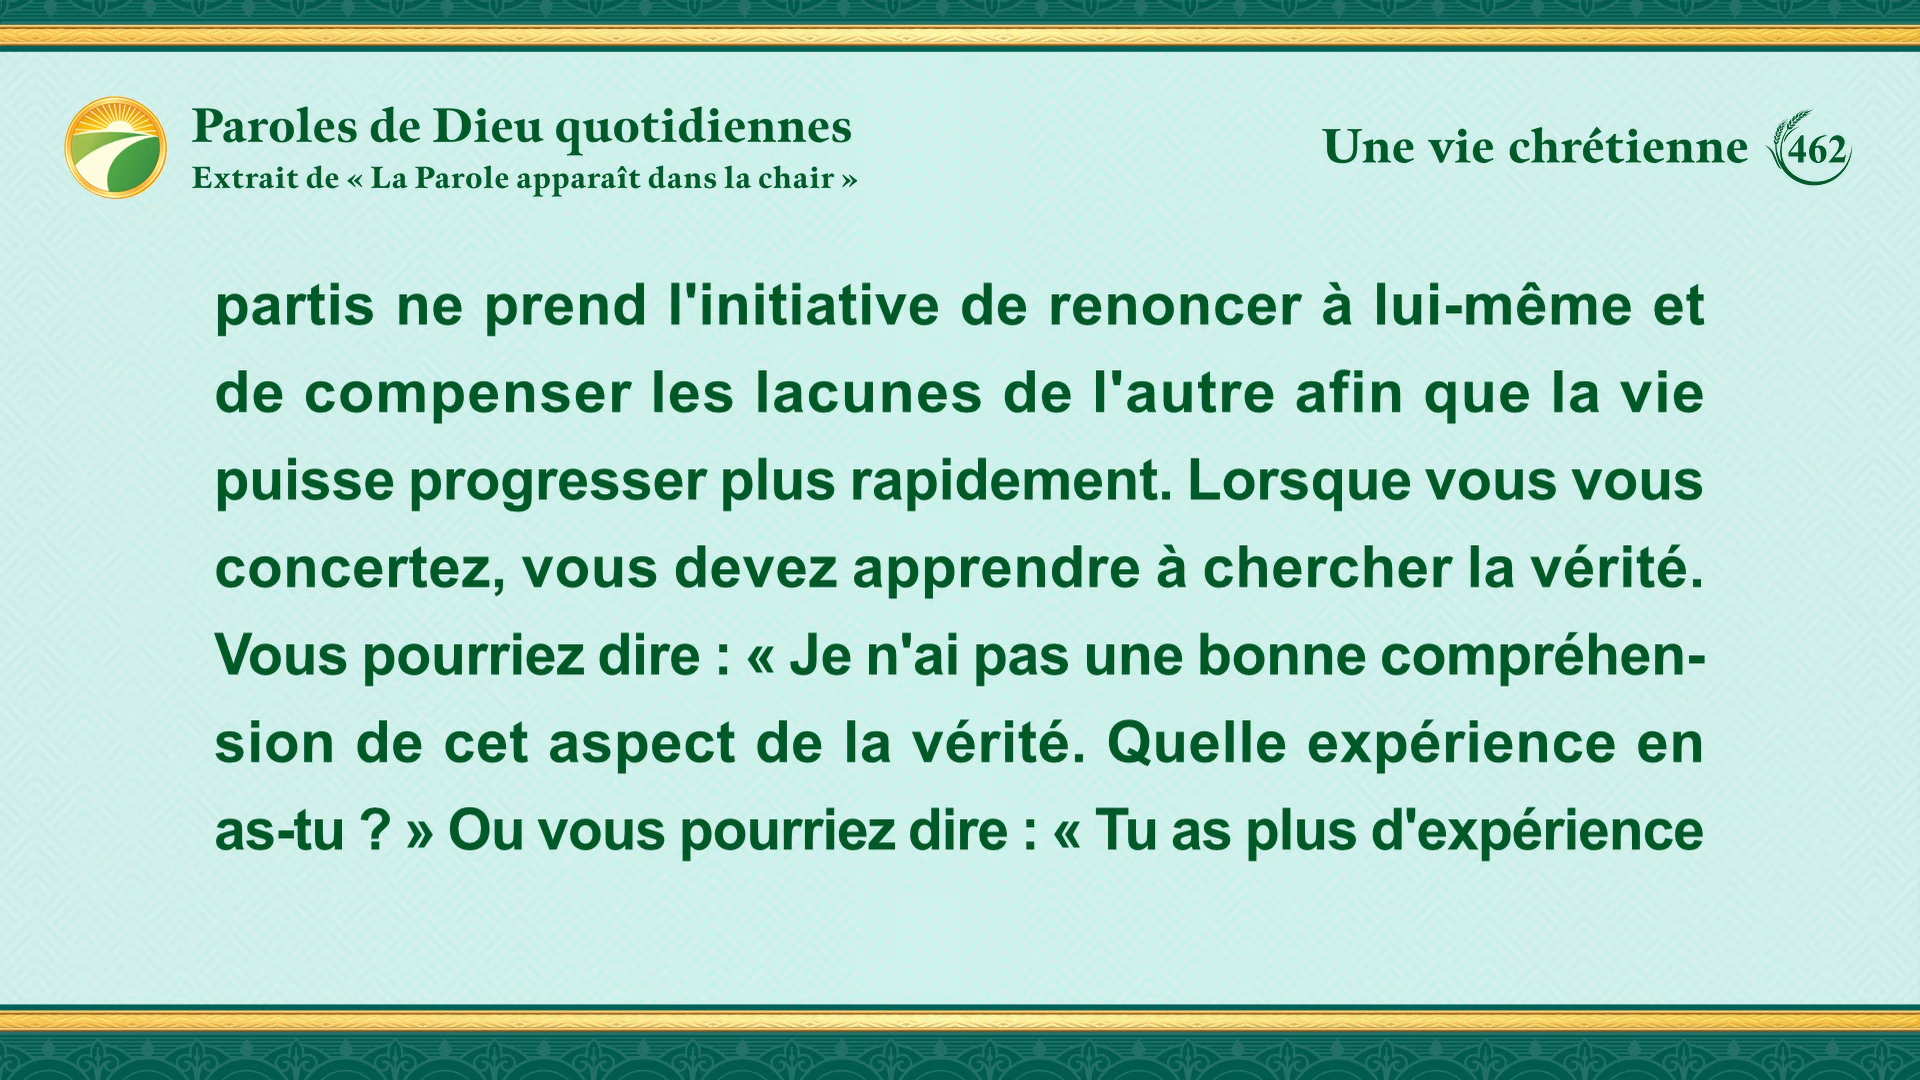 Paroles de Dieu quotidiennes
Extrait de « La Parole apparaît dans la chair »
Une vie chrétienne 462
partis ne prend l'initiative de renoncer à lui-même et
de compenser les lacunes de l'autre afin que la vie
puisse progresser plus rapidement. Lorsque vous vous
concertez, vous devez apprendre à chercher la vérité.
Vous pourriez dire : « Je n'ai pas une bonne compréhen-
sion de cet aspect de la vérité. Quelle expérience en
as-tu ? » Ou vous pourriez dire : « Tu as plus d'expérience